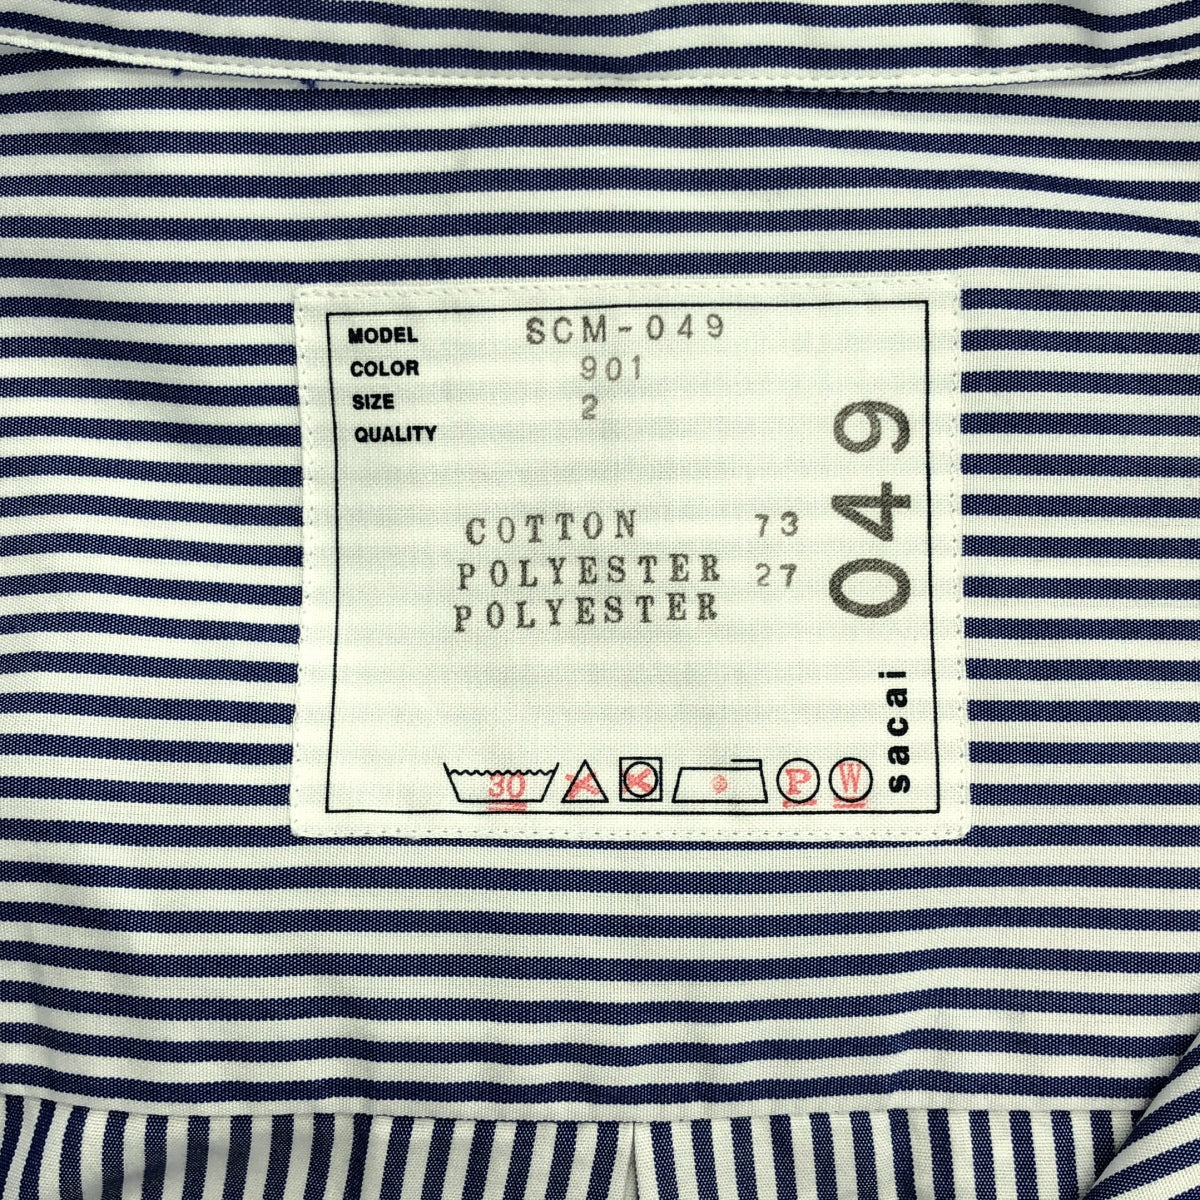 MODEL SCM-049
COLOR 901
SIZE 2
QUALITY
COTTON 73
POLYESTER 27
POLYESTER
30
P
W
sacai 049